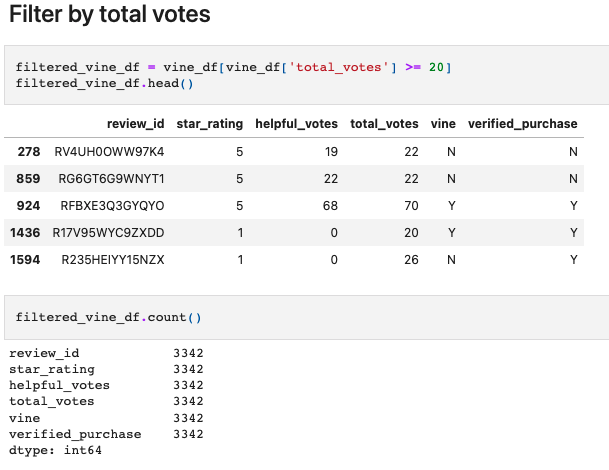 Filter by total votes
filtered_vine_df = vine_df[vine_df['total_votes'] >= 20]
filtered_vine_df.head()
review_id star_rating helpful_votes total_votes vine verified_purchase
278 RV4UH0OWW97K4 5 19 22 N N
859 RG6GT6G9WNYT1 5 22 22 N N
924 RFBXE3Q3GYQYO 5 68 70 Y Y
1436 R17V95WYC9ZXDD 1 0 20 Y Y
1594 R235HEIYY15NZX 1 0 26 N Y
filtered_vine_df.count()
review_id 3342
star_rating 3342
helpful_votes 3342
total_votes 3342
vine 3342
verified_purchase 3342
dtype: int64